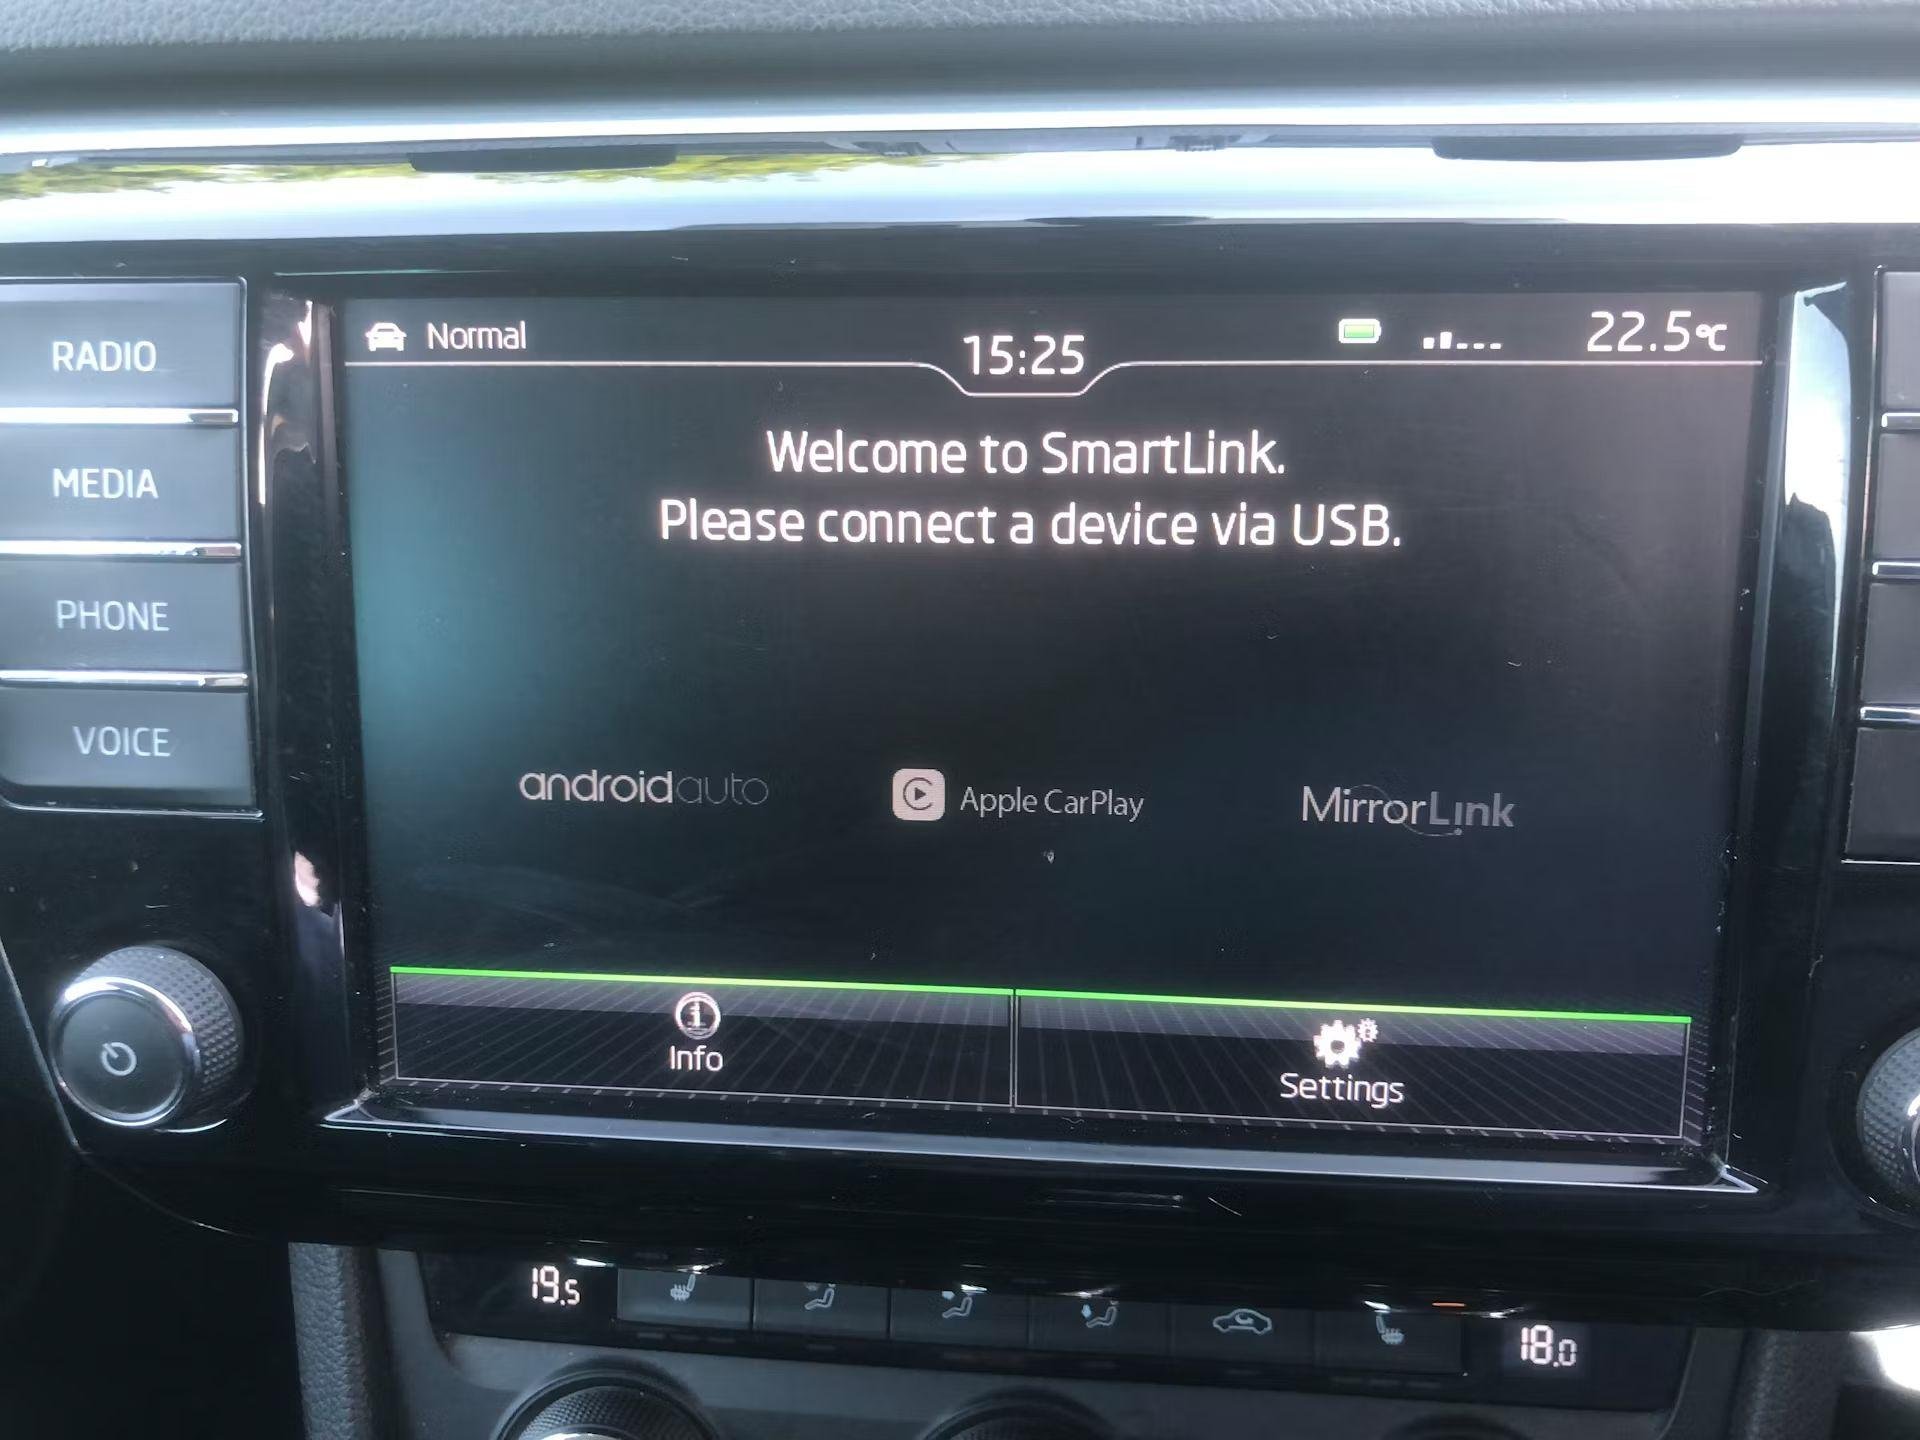 Normal
15:25
22.5°C
Welcome to SmartLink.
Please connect a device via USB.
RADIO
MEDIA
PHONE
VOICE
androidauto
Apple CarPlay
MirrorLink
Info
Settings
19.5
18.0